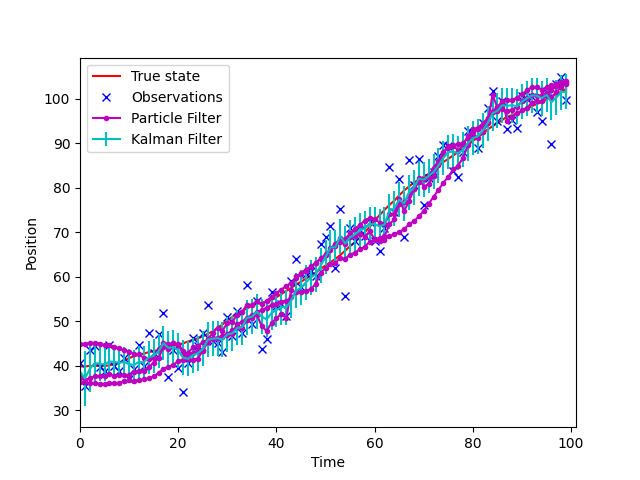 True state
Observations
Particle Filter
Kalman Filter
100
90
80
70
60
50
40
30
Position
0 20 40 60 80 100
Time